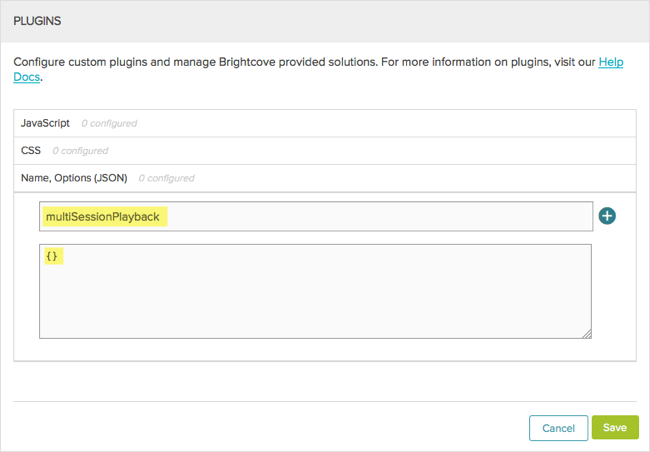 PLUGINS
Configure custom plugins and manage Brightcove provided solutions. For more information on plugins, visit our Help
Docs.
JavaScript 0 configured
CSS 0 configured
Name, Options (JSON) 0 configured
multiSessionPlayback
{}
Cancel Save